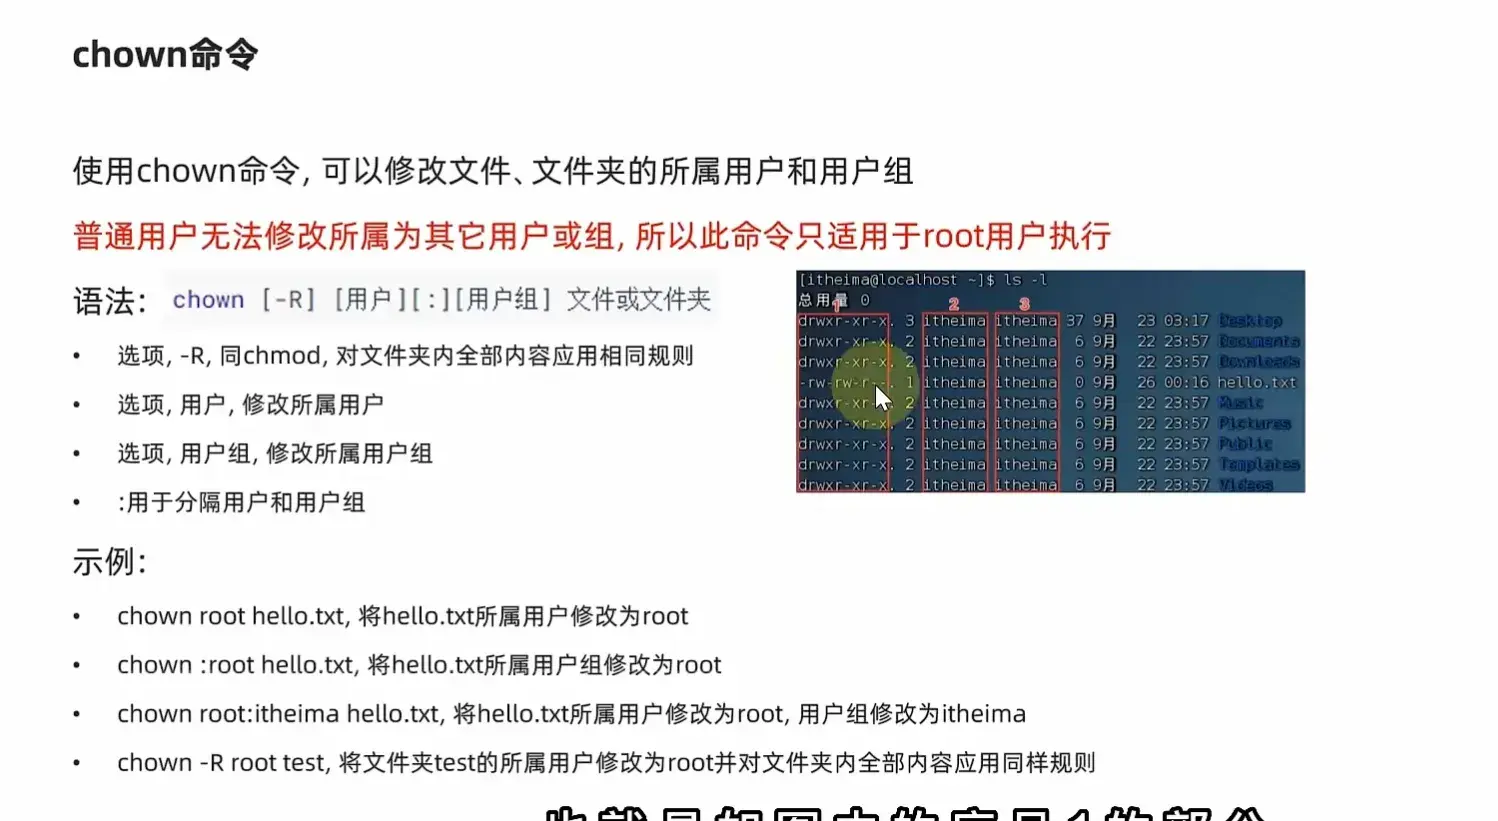 chown命令
使用chown命令, 可以修改文件、文件夹的所属用户和用户组
普通用户无法修改所属为其它用户或组, 所以此命令只适用于root用户执行
语法: chown [-R] [用户][:][用户组] 文件或文件夹
• 选项, -R, 同chmod, 对文件夹内全部内容应用相同规则
• 选项, 用户, 修改所属用户
• 选项, 用户组, 修改所属用户组
• :用于分隔用户和用户组
[itheima@localhost ~]$ ls -l
总用量 0
1 2 3
drwxr-xr-x. 3 itheima itheima 37 9月 23 03:17 Desktop
drwxr-xr-x. 2 itheima itheima 6 9月 22 23:57 Documents
drwxr-xr-x. 2 itheima itheima 6 9月 22 23:57 Downloads
-rw-rw-r--. 1 itheima itheima 0 9月 26 00:16 hello.txt
drwxr-xr-x. 2 itheima itheima 6 9月 22 23:57 Music
drwxr-xr-x. 2 itheima itheima 6 9月 22 23:57 Pictures
drwxr-xr-x. 2 itheima itheima 6 9月 22 23:57 Public
drwxr-xr-x. 2 itheima itheima 6 9月 22 23:57 Templates
drwxr-xr-x. 2 itheima itheima 6 9月 22 23:57 Videos
示例:
• chown root hello.txt, 将hello.txt所属用户修改为root
• chown :root hello.txt, 将hello.txt所属用户组修改为root
• chown root:itheima hello.txt, 将hello.txt所属用户修改为root, 用户组修改为itheima
• chown -R root test, 将文件夹test的所属用户修改为root并对文件夹内全部内容应用同样规则